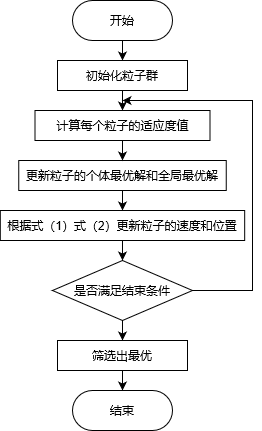 开始
初始化粒子群
计算每个粒子的适应度值
更新粒子的个体最优解和全局最优解
根据式（1）式（2）更新粒子的速度和位置
是否满足结束条件
筛选出最优
结束